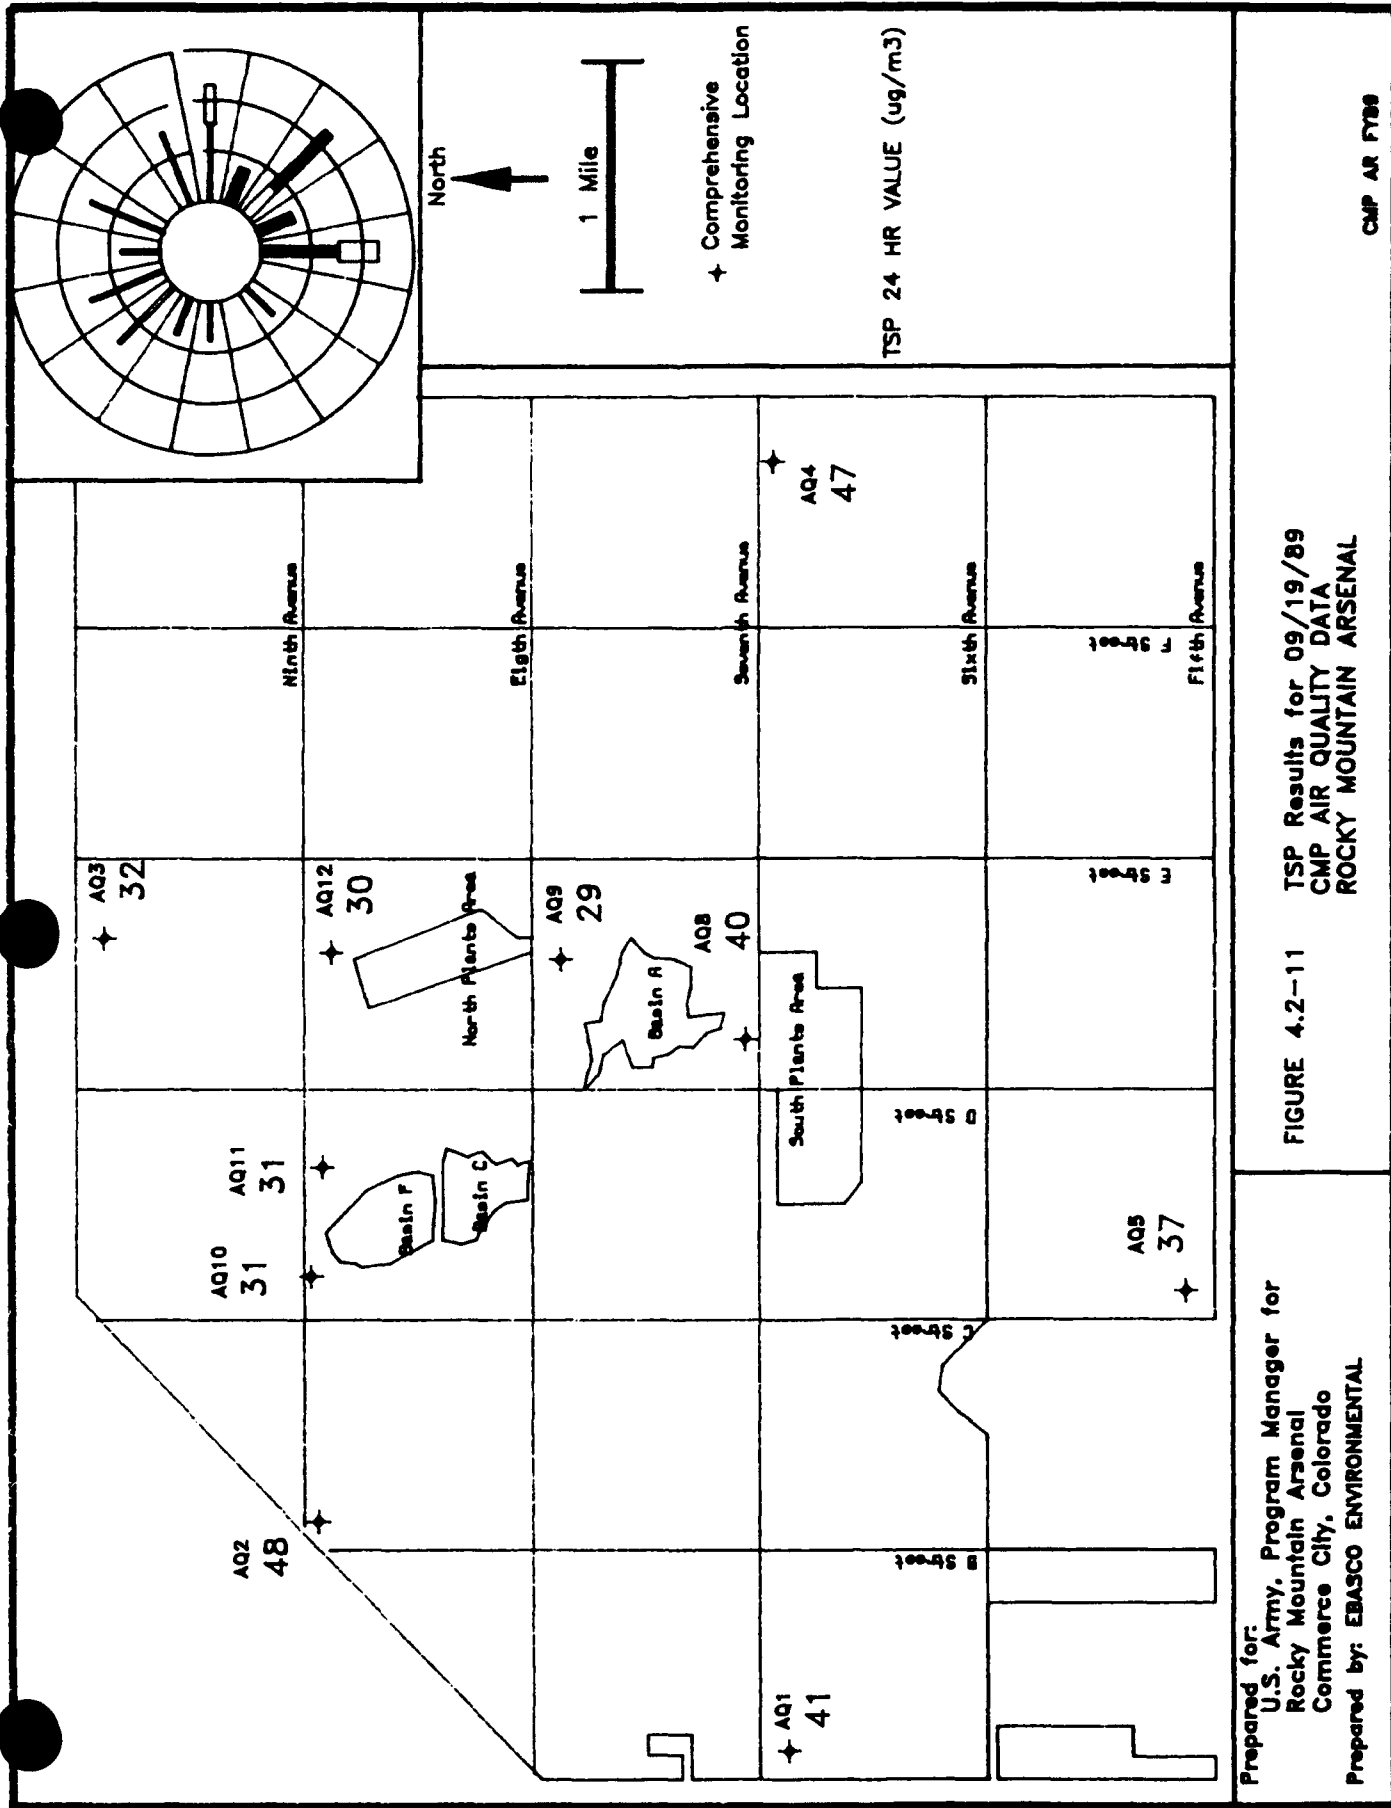 North
1 Mile
Comprehensive
Monitoring Location
TSP 24 HR VALUE (ug/m3)
AQ3
32
Ninth Avenue
AQ2
48
AQ10
31
AQ11
31
AQ12
30
Basin F
Basin C
North Plants Area
Eigth Avenue
AQ9
29
Basin A
AQ8
40
Seventh Avenue
AQ4
47
AQ1
41
South Plants Area
B Street
C Street
D Street
Sixth Avenue
E Street
F Street
AQ5
37
Fifth Avenue
Prepared for:
U.S. Army, Program Manager for
Rocky Mountain Arsenal
Commerce City, Colorado
Prepared by: EBASCO ENVIRONMENTAL
FIGURE 4.2-11 TSP Results for 09/19/89
CMP AIR QUALITY DATA
ROCKY MOUNTAIN ARSENAL
CMP AR FY89